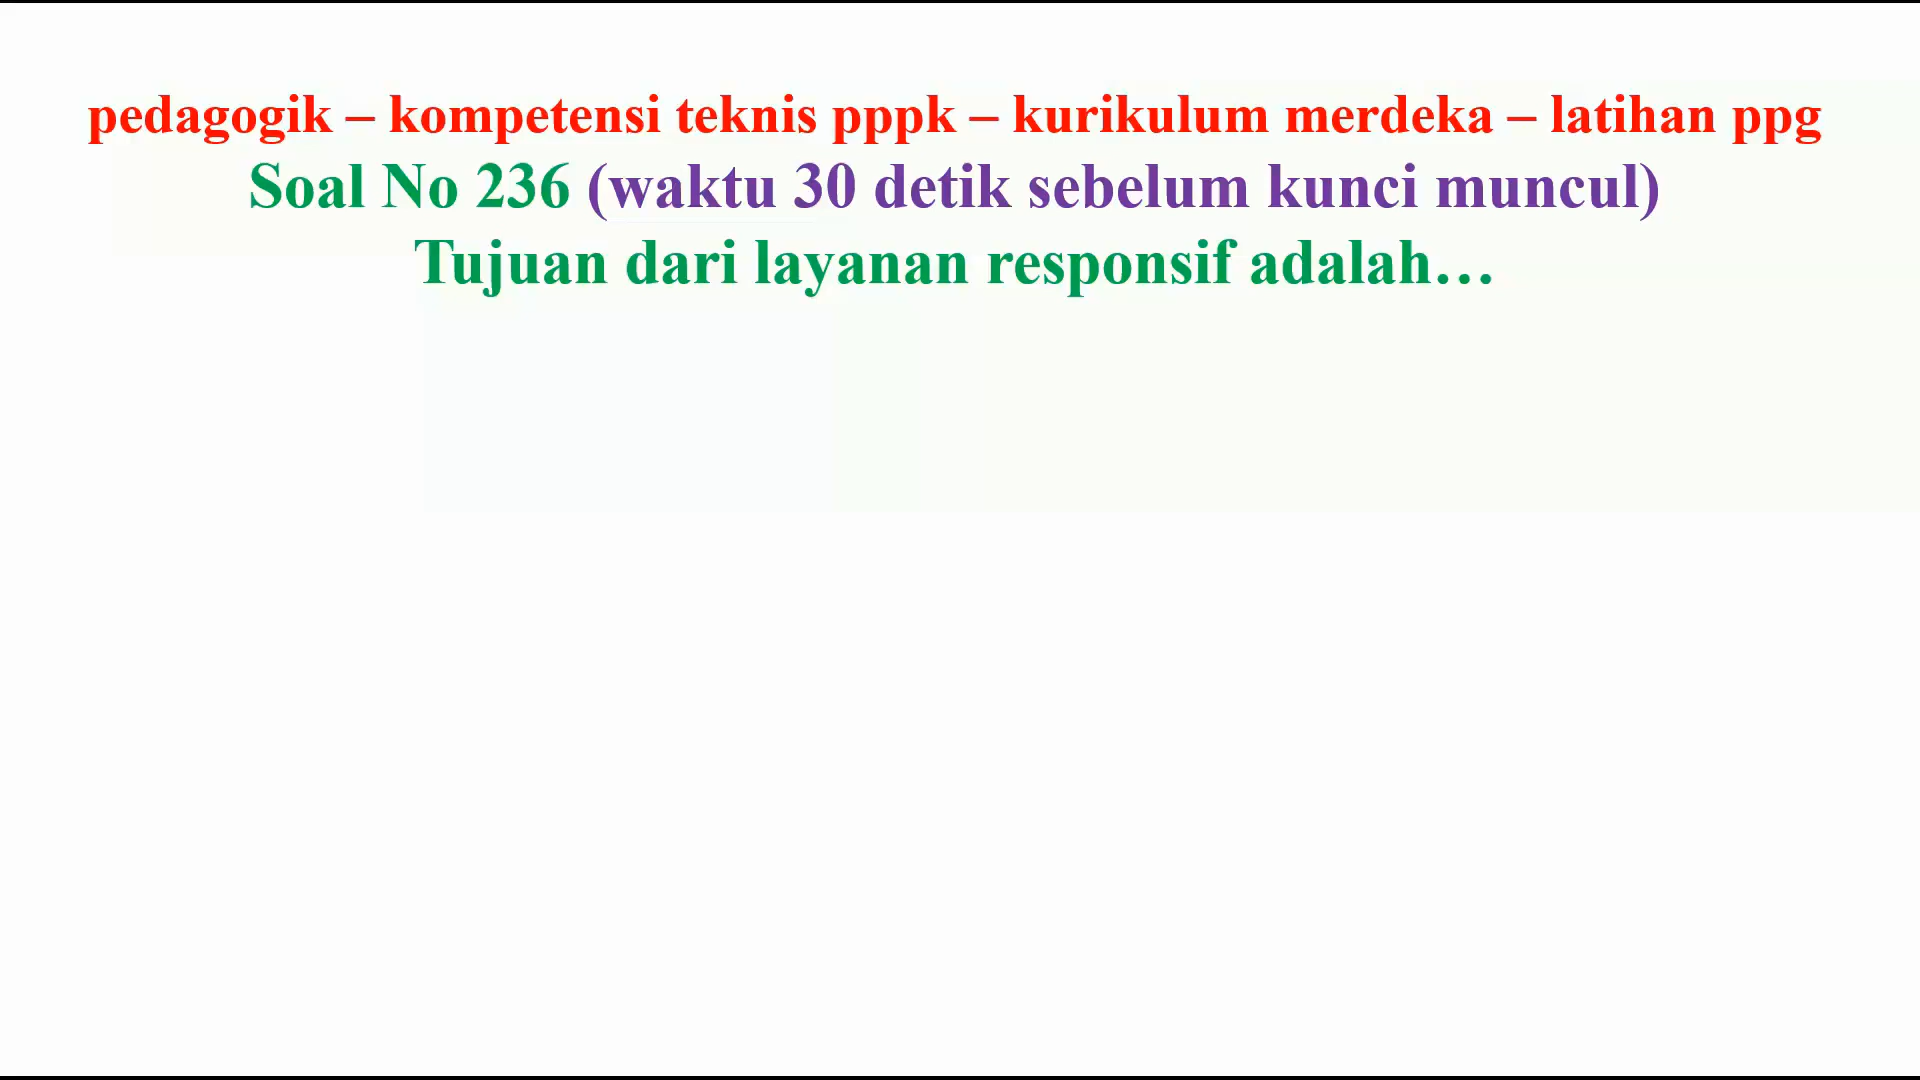 pedagogik – kompetensi teknis pppk – kurikulum merdeka – latihan ppg
Soal No 236 (waktu 30 detik sebelum kunci muncul)
Tujuan dari layanan responsif adalah…